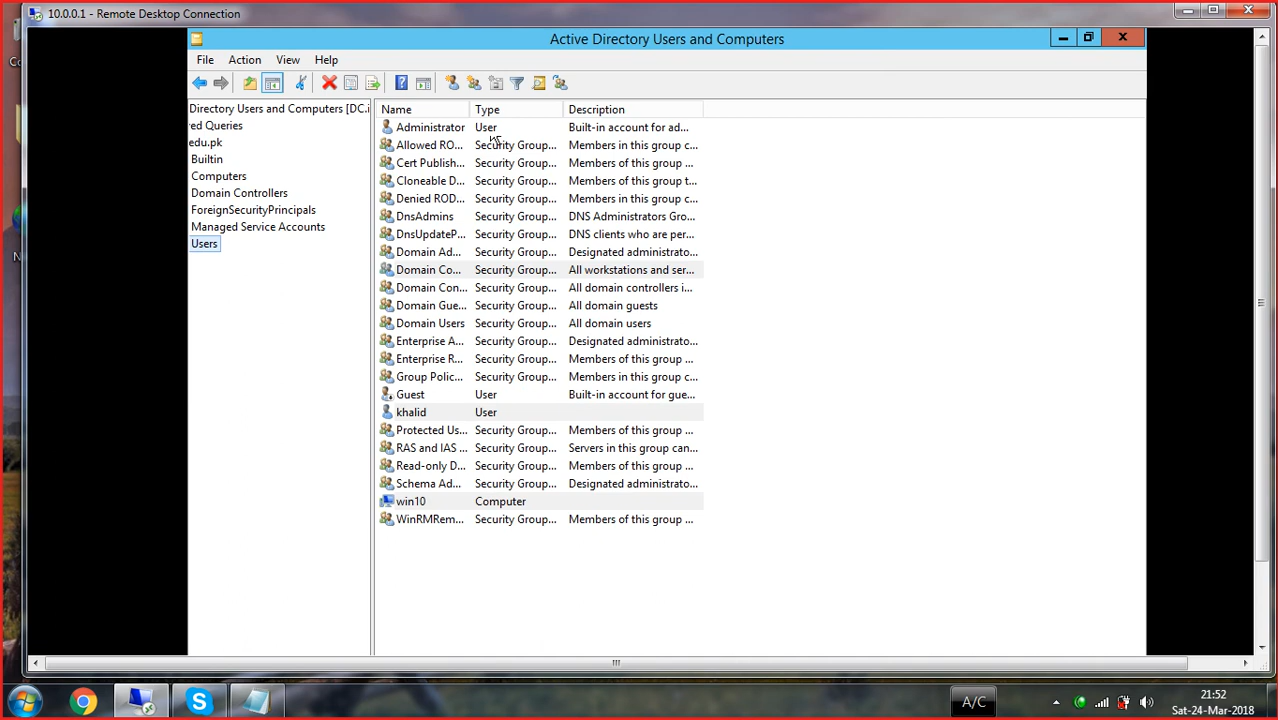 10.0.0.1 - Remote Desktop Connection
Active Directory Users and Computers
File Action View Help
Directory Users and Computers [DC.i
ed Queries
edu.pk
Builtin
Computers
Domain Controllers
ForeignSecurityPrincipals
Managed Service Accounts
Users
Name Type Description
Administrator User Built-in account for ad...
Allowed RO... Security Group... Members in this group c...
Cert Publish... Security Group... Members of this group ...
Cloneable D... Security Group... Members of this group t...
Denied ROD... Security Group... Members in this group c...
DnsAdmins Security Group... DNS Administrators Gro...
DnsUpdateP... Security Group... DNS clients who are per...
Domain Ad... Security Group... Designated administrato...
Domain Co... Security Group... All workstations and ser...
Domain Con... Security Group... All domain controllers i...
Domain Gue... Security Group... All domain guests
Domain Users Security Group... All domain users
Enterprise A... Security Group... Designated administrato...
Enterprise R... Security Group... Members of this group ...
Group Polic... Security Group... Members in this group c...
Guest User Built-in account for gue...
khalid User
Protected Us... Security Group... Members of this group ...
RAS and IAS ... Security Group... Servers in this group can...
Read-only D... Security Group... Members of this group ...
Schema Ad... Security Group... Designated administrato...
win10 Computer
WinRMRem... Security Group... Members of this group ...
A/C
21:52
Sat-24-Mar-2018